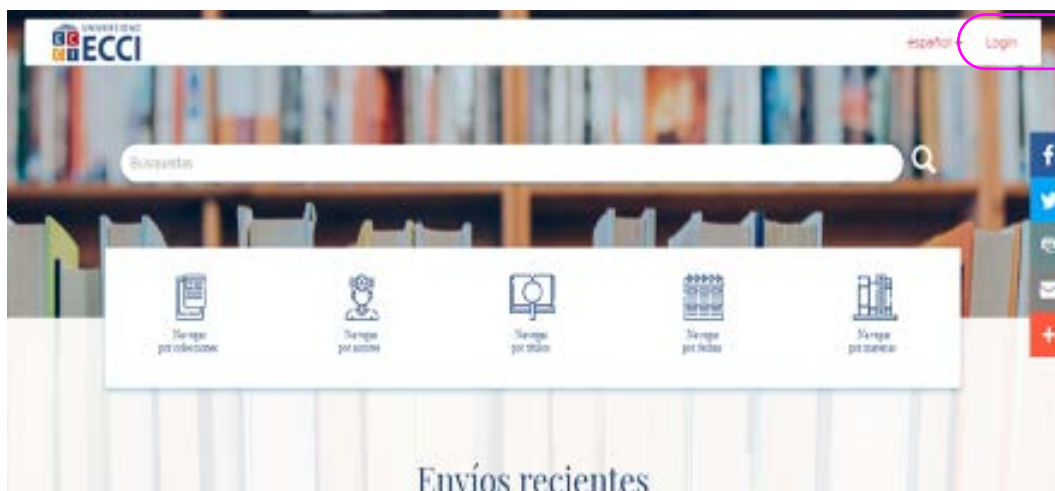 UNIVERSIDAD
ECCI
español
Login
Búsquedas
Navegar
por colecciones
Navegar
por autores
Navegar
por títulos
Navegar
por fechas
Navegar
por materias
Envíos recientes